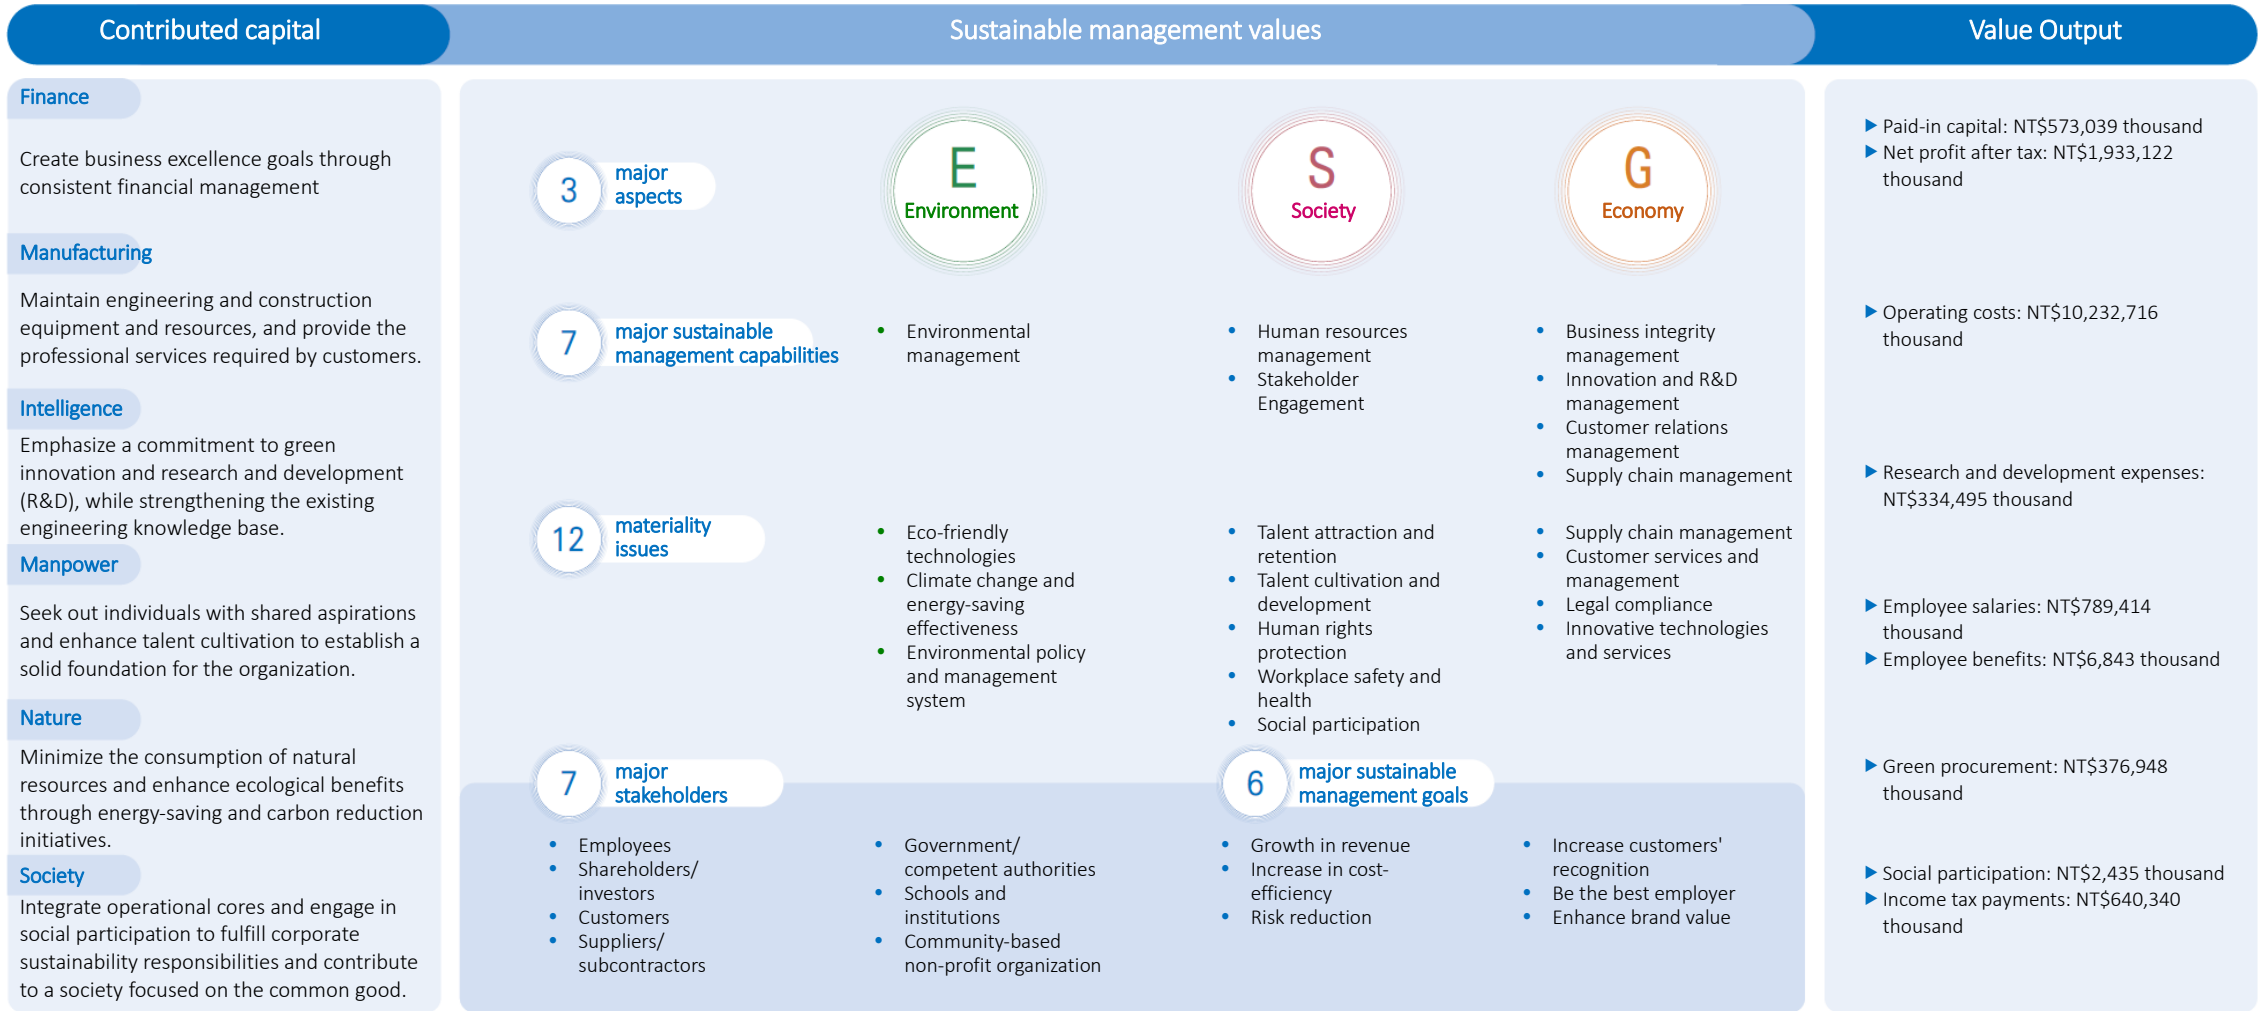 Contributed capital
Sustainable management values
Value Output
Finance
Create business excellence goals through
consistent financial management
Manufacturing
Maintain engineering and construction
equipment and resources, and provide the
professional services required by customers.
Intelligence
Emphasize a commitment to green
innovation and research and development
(R&D), while strengthening the existing
engineering knowledge base.
Manpower
Seek out individuals with shared aspirations
and enhance talent cultivation to establish a
solid foundation for the organization.
Nature
Minimize the consumption of natural
resources and enhance ecological benefits
through energy-saving and carbon reduction
initiatives.
Society
Integrate operational cores and engage in
social participation to fulfill corporate
sustainability responsibilities and contribute
to a society focused on the common good.
3
major
aspects
E
Environment
S
Society
G
Economy
7
major sustainable
management capabilities
• Environmental
management
• Human resources
management
• Stakeholder
Engagement
• Business integrity
management
• Innovation and R&D
management
• Customer relations
management
• Supply chain management
12
materiality
issues
• Eco-friendly
technologies
• Climate change and
energy-saving
effectiveness
• Environmental policy
and management
system
• Talent attraction and
retention
• Talent cultivation and
development
• Human rights
protection
• Workplace safety and
health
• Social participation
• Supply chain management
• Customer services and
management
• Legal compliance
• Innovative technologies
and services
7
major
stakeholders
• Employees
• Shareholders/
investors
• Customers
• Suppliers/
subcontractors
• Government/
competent authorities
• Schools and
institutions
• Community-based
non-profit organization
6
major sustainable
management goals
• Growth in revenue
• Increase in cost-
efficiency
• Risk reduction
• Increase customers'
recognition
• Be the best employer
• Enhance brand value
▶ Paid-in capital: NT$573,039 thousand
▶ Net profit after tax: NT$1,933,122
thousand
▶ Operating costs: NT$10,232,716
thousand
▶ Research and development expenses:
NT$334,495 thousand
▶ Employee salaries: NT$789,414
thousand
▶ Employee benefits: NT$6,843 thousand
▶ Green procurement: NT$376,948
thousand
▶ Social participation: NT$2,435 thousand
▶ Income tax payments: NT$640,340
thousand